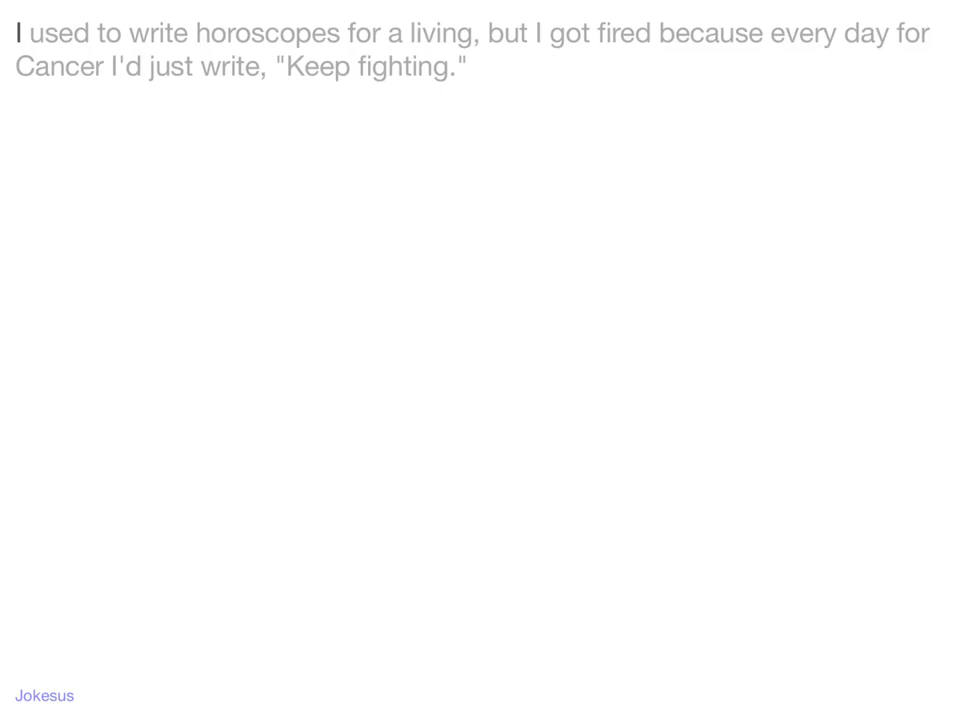 I used to write horoscopes for a living, but I got fired because every day for
Cancer I'd just write, "Keep fighting."
Jokesus